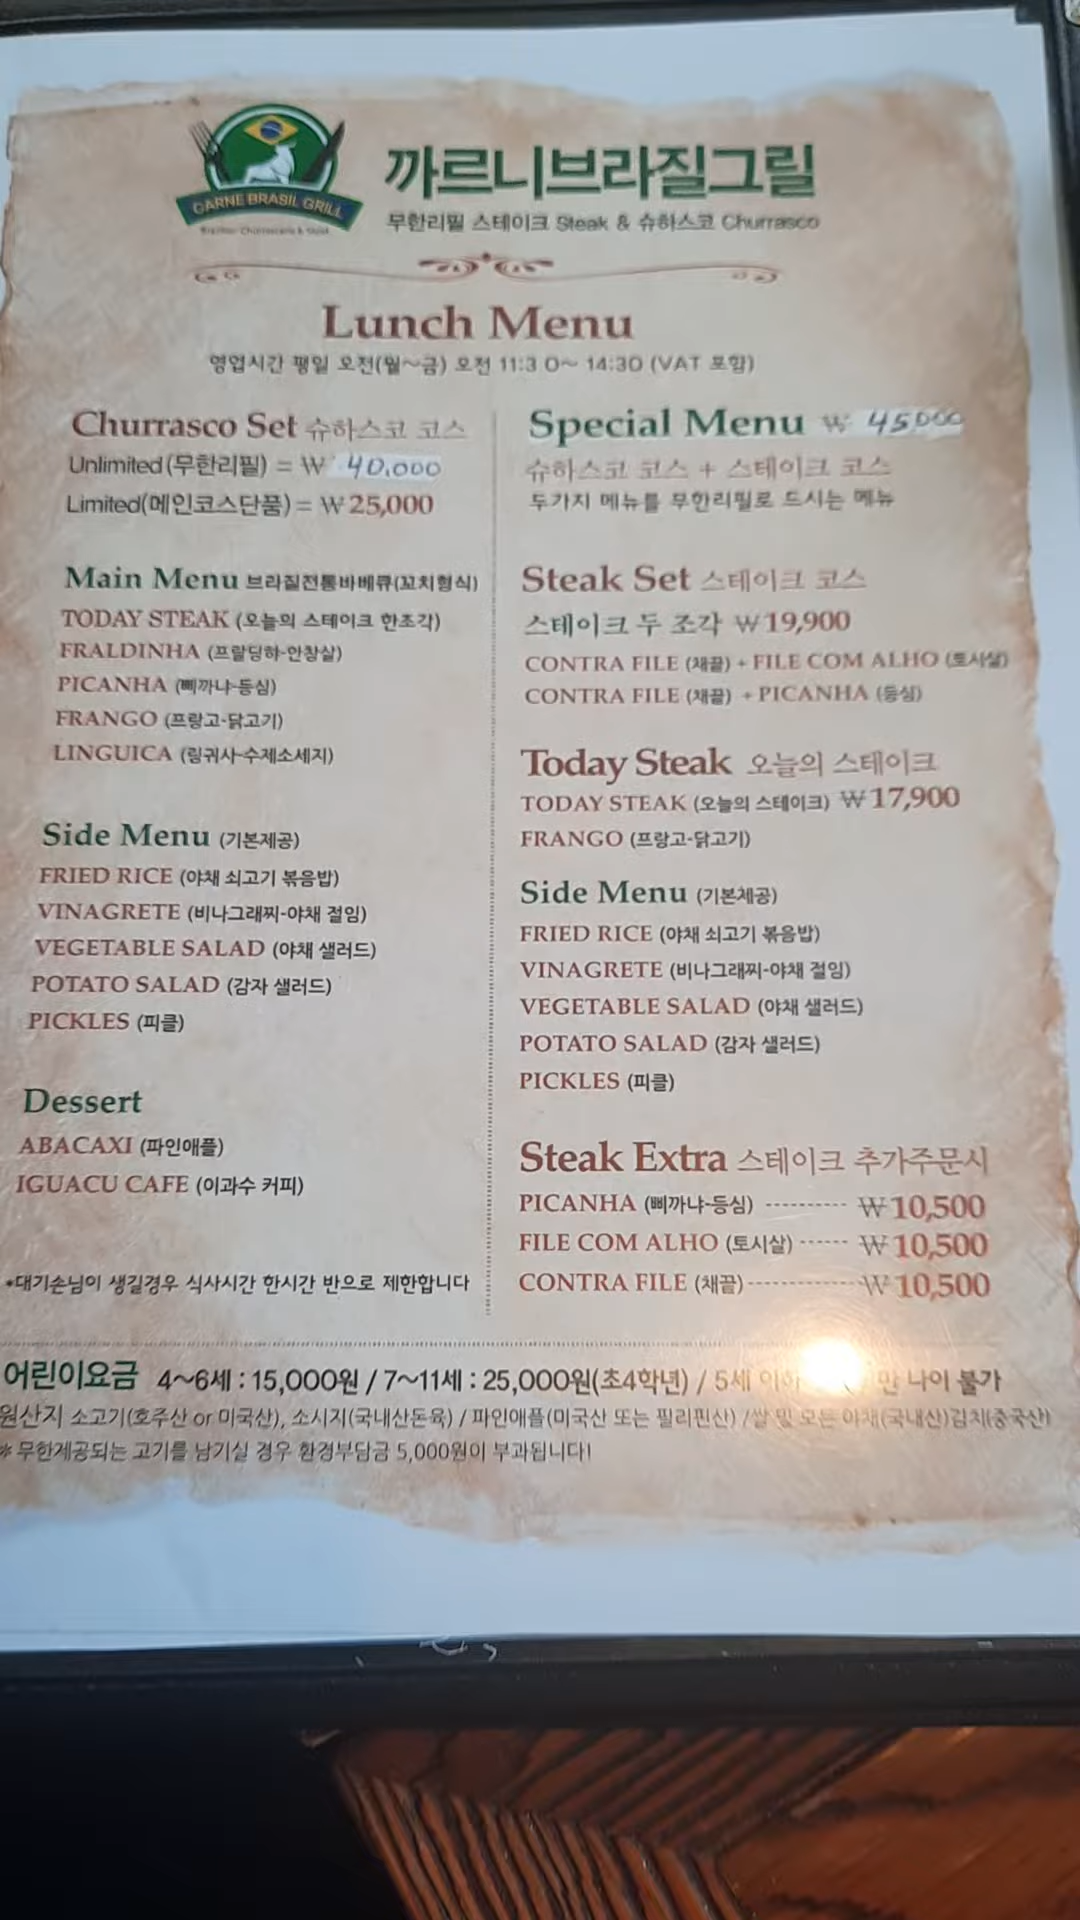 CARNE BRASIL GRILL
까르니브라질그릴
무한리필 스테이크 Steak & 슈하스코 Churrasco
Lunch Menu
영업시간 평일 오전(월~금) 오전 11:3 0~ 14:30 (VAT 포함)
Churrasco Set 슈하스코 코스
Unlimited (무한리필) = ₩ 40,000
Limited(메인코스단품) = ₩25,000
Main Menu 브라질전통바베큐(꼬치형식)
TODAY STEAK (오늘의 스테이크 한조각)
FRALDINHA (프랄딩하-안창살)
PICANHA (삐까냐-등심)
FRANGO (프랑고-닭고기)
LINGUICA (링귀사-수제소세지)
Side Menu (기본제공)
FRIED RICE (야채 쇠고기 볶음밥)
VINAGRETE (비나그래찌-야채 절임)
VEGETABLE SALAD (야채 샐러드)
POTATO SALAD (감자 샐러드)
PICKLES (피클)
Dessert
ABACAXI (파인애플)
IGUACU CAFE (이과수 커피)
*대기손님이 생길경우 식사시간 한시간 반으로 제한합니다
Special Menu ₩ 45,000
슈하스코 코스 + 스테이크 코스
두가지 메뉴를 무한리필로 드시는 메뉴
Steak Set 스테이크 코스
스테이크 두 조각 ₩19,900
CONTRA FILE (채끝) + FILE COM ALHO (토시살)
CONTRA FILE (채끝) + PICANHA (등심)
Today Steak 오늘의 스테이크
TODAY STEAK (오늘의 스테이크) ₩17,900
FRANGO (프랑고-닭고기)
Side Menu (기본제공)
FRIED RICE (야채 쇠고기 볶음밥)
VINAGRETE (비나그래찌-야채 절임)
VEGETABLE SALAD (야채 샐러드)
POTATO SALAD (감자 샐러드)
PICKLES (피클)
Steak Extra 스테이크 추가주문시
PICANHA (삐까냐-등심) ---------- ₩10,500
FILE COM ALHO (토시살) ------ ₩10,500
CONTRA FILE (채끝) ------------- ₩10,500
어린이요금 4~6세 : 15,000원 / 7~11세 : 25,000원(초4학년) / 5세 이하 만 나이 불가
원산지 소고기(호주산 or 미국산), 소시지(국내산돈육) / 파인애플(미국산 또는 필리핀산) /쌀 및 모든 야채(국내산)김치(중국산)
* 무한제공되는 고기를 남기실 경우 환경부담금 5,000원이 부과됩니다!